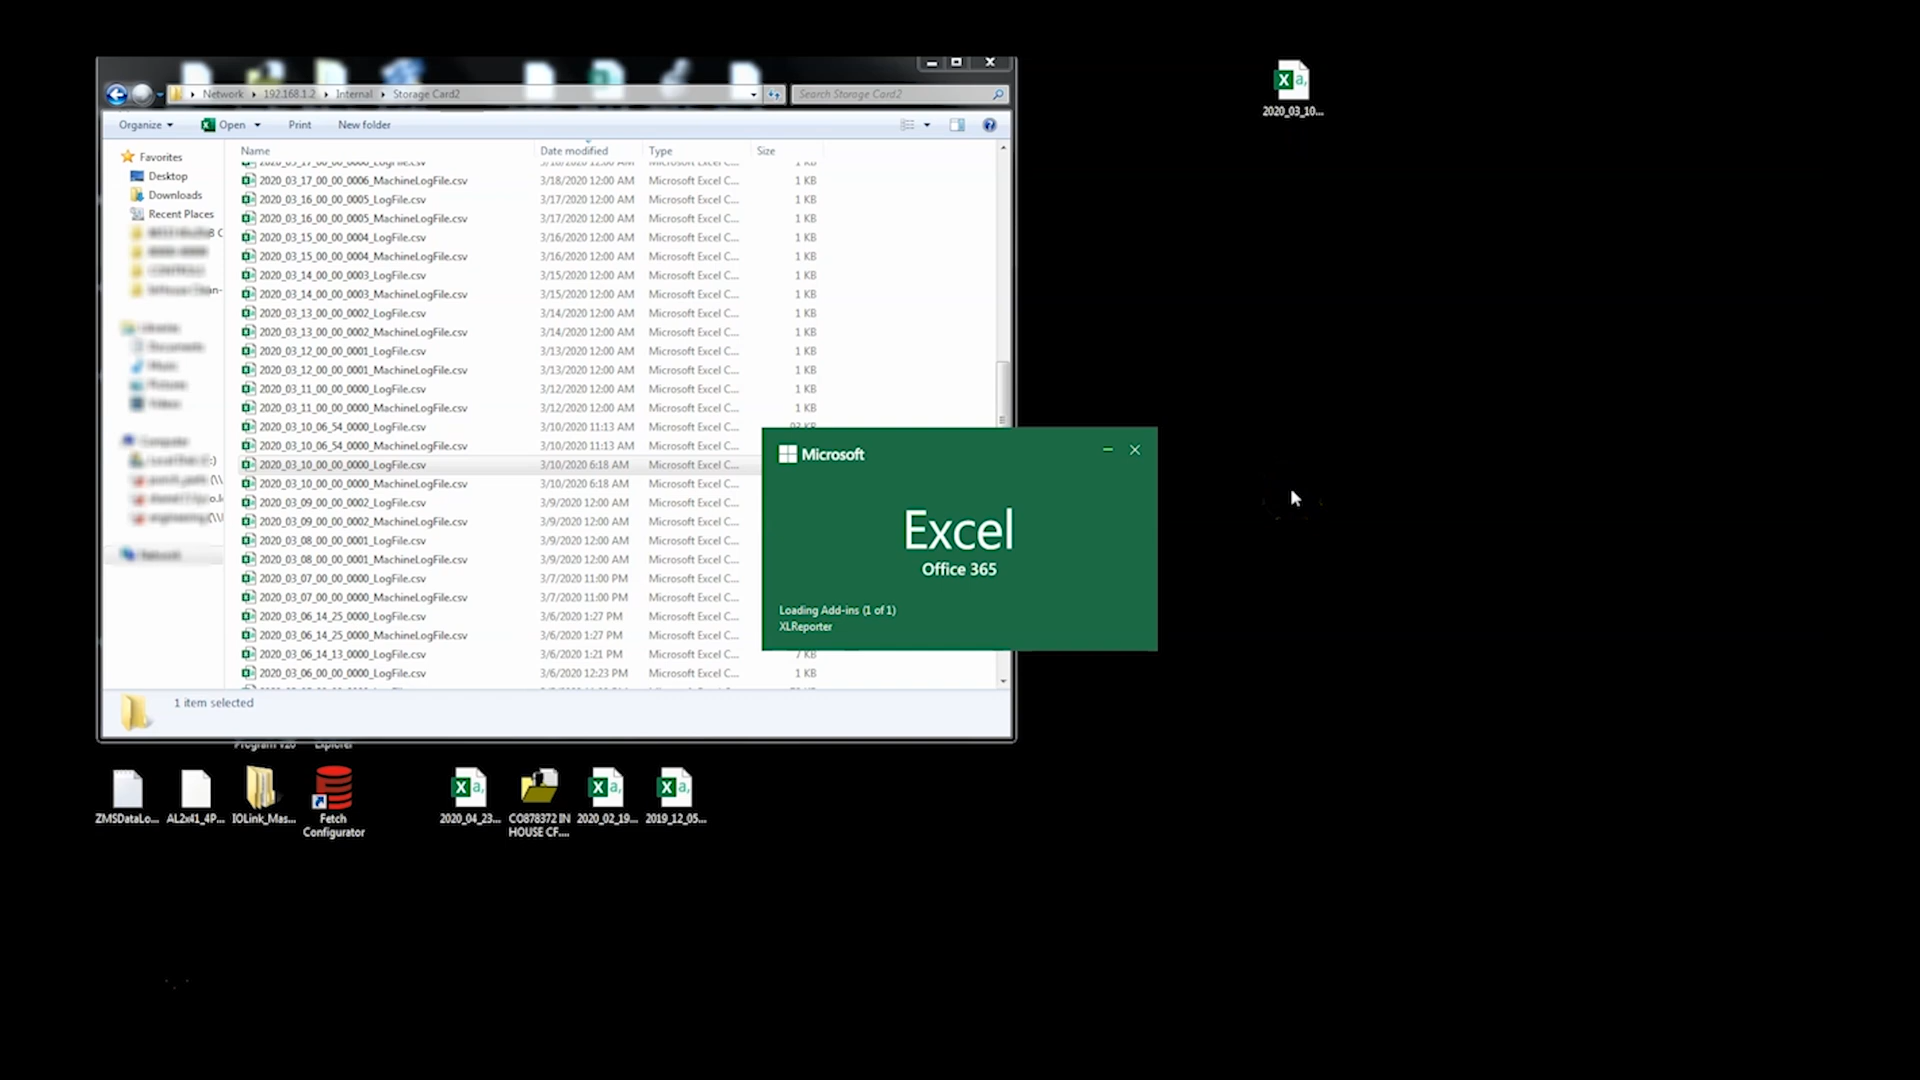 Network 192.168.1.2 Internal Storage Card2
Search Storage Card2
Organize Open Print New folder
Name Date modified Type Size
Favorites
Desktop
Downloads
Recent Places
2020_03_17_00_00_0006_MachineLogFile.csv 3/18/2020 12:00 AM Microsoft Excel C... 1 KB
2020_03_16_00_00_0005_LogFile.csv 3/17/2020 12:00 AM Microsoft Excel C... 1 KB
2020_03_16_00_00_0005_MachineLogFile.csv 3/17/2020 12:00 AM Microsoft Excel C... 1 KB
2020_03_15_00_00_0004_LogFile.csv 3/16/2020 12:00 AM Microsoft Excel C... 1 KB
2020_03_15_00_00_0004_MachineLogFile.csv 3/16/2020 12:00 AM Microsoft Excel C... 1 KB
2020_03_14_00_00_0003_LogFile.csv 3/15/2020 12:00 AM Microsoft Excel C... 1 KB
2020_03_14_00_00_0003_MachineLogFile.csv 3/15/2020 12:00 AM Microsoft Excel C... 1 KB
2020_03_13_00_00_0002_LogFile.csv 3/14/2020 12:00 AM Microsoft Excel C... 1 KB
2020_03_13_00_00_0002_MachineLogFile.csv 3/14/2020 12:00 AM Microsoft Excel C... 1 KB
2020_03_12_00_00_0001_LogFile.csv 3/13/2020 12:00 AM Microsoft Excel C... 1 KB
2020_03_12_00_00_0001_MachineLogFile.csv 3/13/2020 12:00 AM Microsoft Excel C... 1 KB
2020_03_11_00_00_0000_LogFile.csv 3/12/2020 12:00 AM Microsoft Excel C... 1 KB
2020_03_11_00_00_0000_MachineLogFile.csv 3/12/2020 12:00 AM Microsoft Excel C... 1 KB
2020_03_10_06_54_0000_LogFile.csv 3/10/2020 11:13 AM Microsoft Excel C...
2020_03_10_06_54_0000_MachineLogFile.csv 3/10/2020 11:13 AM Microsoft Excel C...
2020_03_10_00_00_0000_LogFile.csv 3/10/2020 6:18 AM Microsoft Excel C...
2020_03_10_00_00_0000_MachineLogFile.csv 3/10/2020 6:18 AM Microsoft Excel C...
2020_03_09_00_00_0002_LogFile.csv 3/9/2020 12:00 AM Microsoft Excel C...
2020_03_09_00_00_0002_MachineLogFile.csv 3/9/2020 12:00 AM Microsoft Excel C...
2020_03_08_00_00_0001_LogFile.csv 3/9/2020 12:00 AM Microsoft Excel C...
2020_03_08_00_00_0001_MachineLogFile.csv 3/9/2020 12:00 AM Microsoft Excel C...
2020_03_07_00_00_0000_LogFile.csv 3/7/2020 11:00 PM Microsoft Excel C...
2020_03_07_00_00_0000_MachineLogFile.csv 3/7/2020 11:00 PM Microsoft Excel C...
2020_03_06_14_25_0000_LogFile.csv 3/6/2020 1:27 PM Microsoft Excel C...
2020_03_06_14_25_0000_MachineLogFile.csv 3/6/2020 1:27 PM Microsoft Excel C...
2020_03_06_14_13_0000_LogFile.csv 3/6/2020 1:21 PM Microsoft Excel C... 7 KB
2020_03_06_00_00_0000_LogFile.csv 3/6/2020 12:23 PM Microsoft Excel C... 1 KB
1 item selected
Microsoft
Excel
Office 365
Loading Add-ins (1 of 1)
XLReporter
2020_03_10...
ZMSDataLo... AL2x41_4P... IOLink_Mas... Fetch
Configurator
2020_04_23... CO878372 IN
HOUSE CF....
2020_02_19... 2019_12_05...